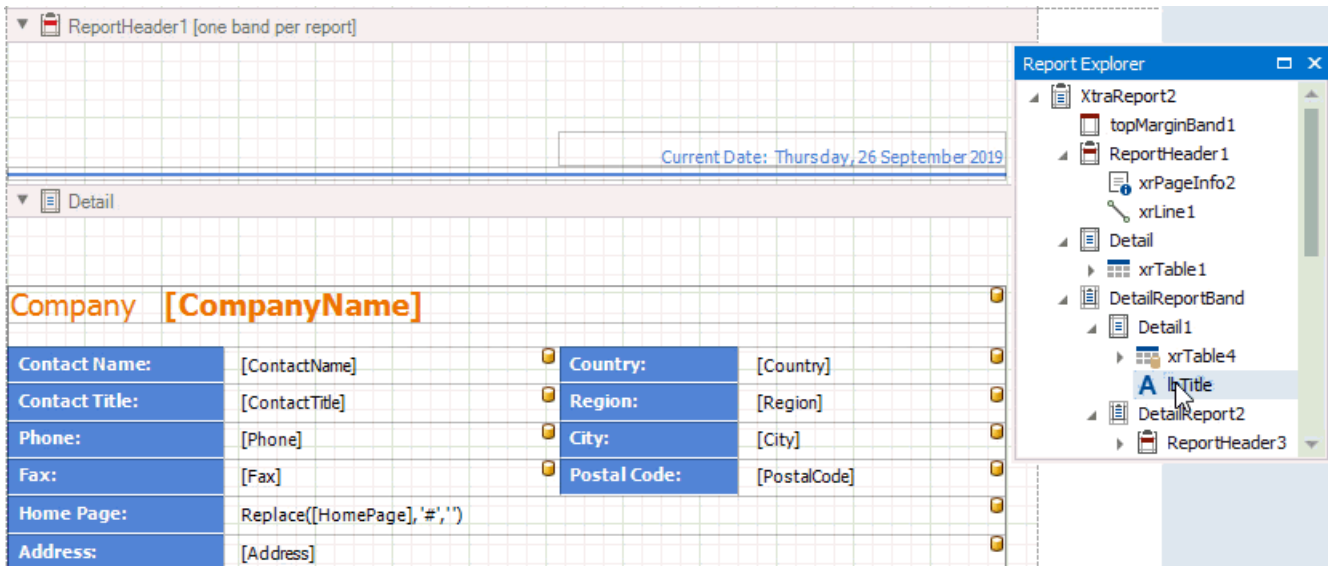 ReportHeader1 [one band per report]
Current Date: Thursday, 26 September 2019
Detail
Company [CompanyName]
Contact Name: [ContactName] Country: [Country]
Contact Title: [ContactTitle] Region: [Region]
Phone: [Phone] City: [City]
Fax: [Fax] Postal Code: [PostalCode]
Home Page: Replace([HomePage],'#','')
Address: [Address]
Report Explorer
XtraReport2
topMarginBand1
ReportHeader1
xrPageInfo2
xrLine1
Detail
xrTable1
DetailReportBand
Detail1
xrTable4
DetailReport2
ReportHeader3